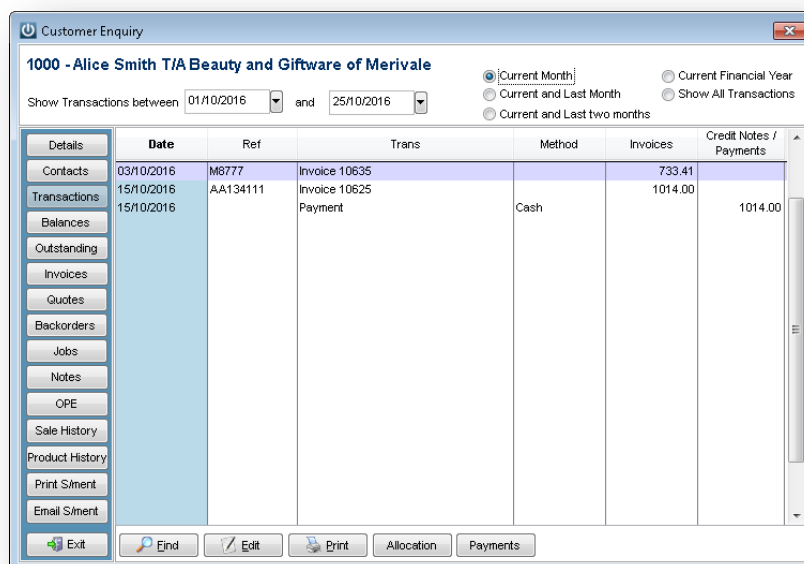 Customer Enquiry
1000 - Alice Smith T/A Beauty and Giftware of Merivale
Show Transactions between 01/10/2016 and 25/10/2016
Current Month
Current and Last Month
Current and Last two months
Current Financial Year
Show All Transactions
Details
Contacts
Transactions
Balances
Outstanding
Invoices
Quotes
Backorders
Jobs
Notes
OPE
Sale History
Product History
Print S/ment
Email S/ment
Exit
Date Ref Trans Method Invoices Credit Notes / Payments
03/10/2016 M8777 Invoice 10635 733.41
15/10/2016 AA134111 Invoice 10625 1014.00
15/10/2016 Payment Cash 1014.00
Find Edit Print Allocation Payments